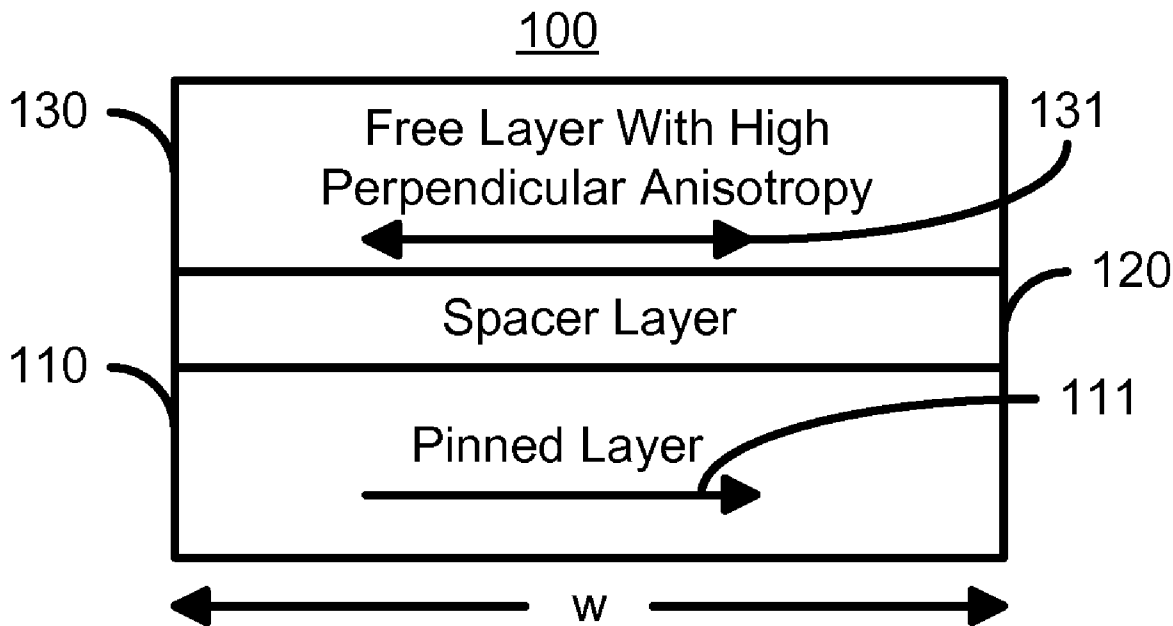 100
130
Free Layer With High
131
Perpendicular Anisotropy
120
Spacer Layer
110
111
Pinned Layer
w